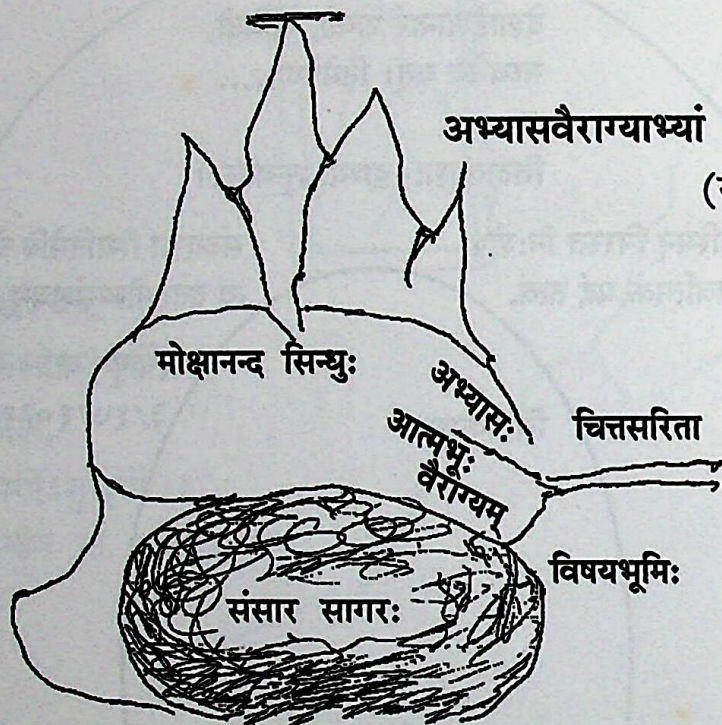 अभ्यासवैराग्याभ्यां
मोक्षानन्द सिन्धुः
अभ्यासः
आत्मभूः
वैराग्यम्
चित्तसरिता
विषयभूमिः
संसार सागरः